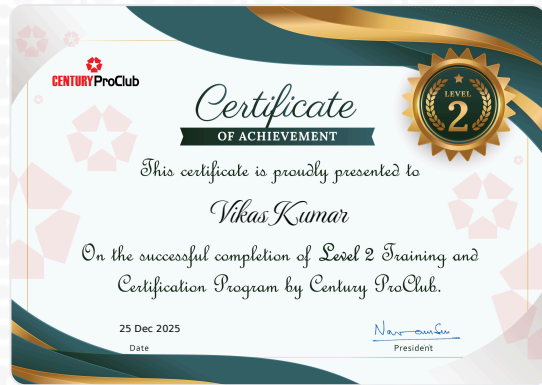 CENTURY ProClub
Certificate
OF ACHIEVEMENT
LEVEL
2
This certificate is proudly presented to
Vikas Kumar
On the successful completion of Level 2 Training and
Certification Program by Century ProClub.
25 Dec 2025
Date
President